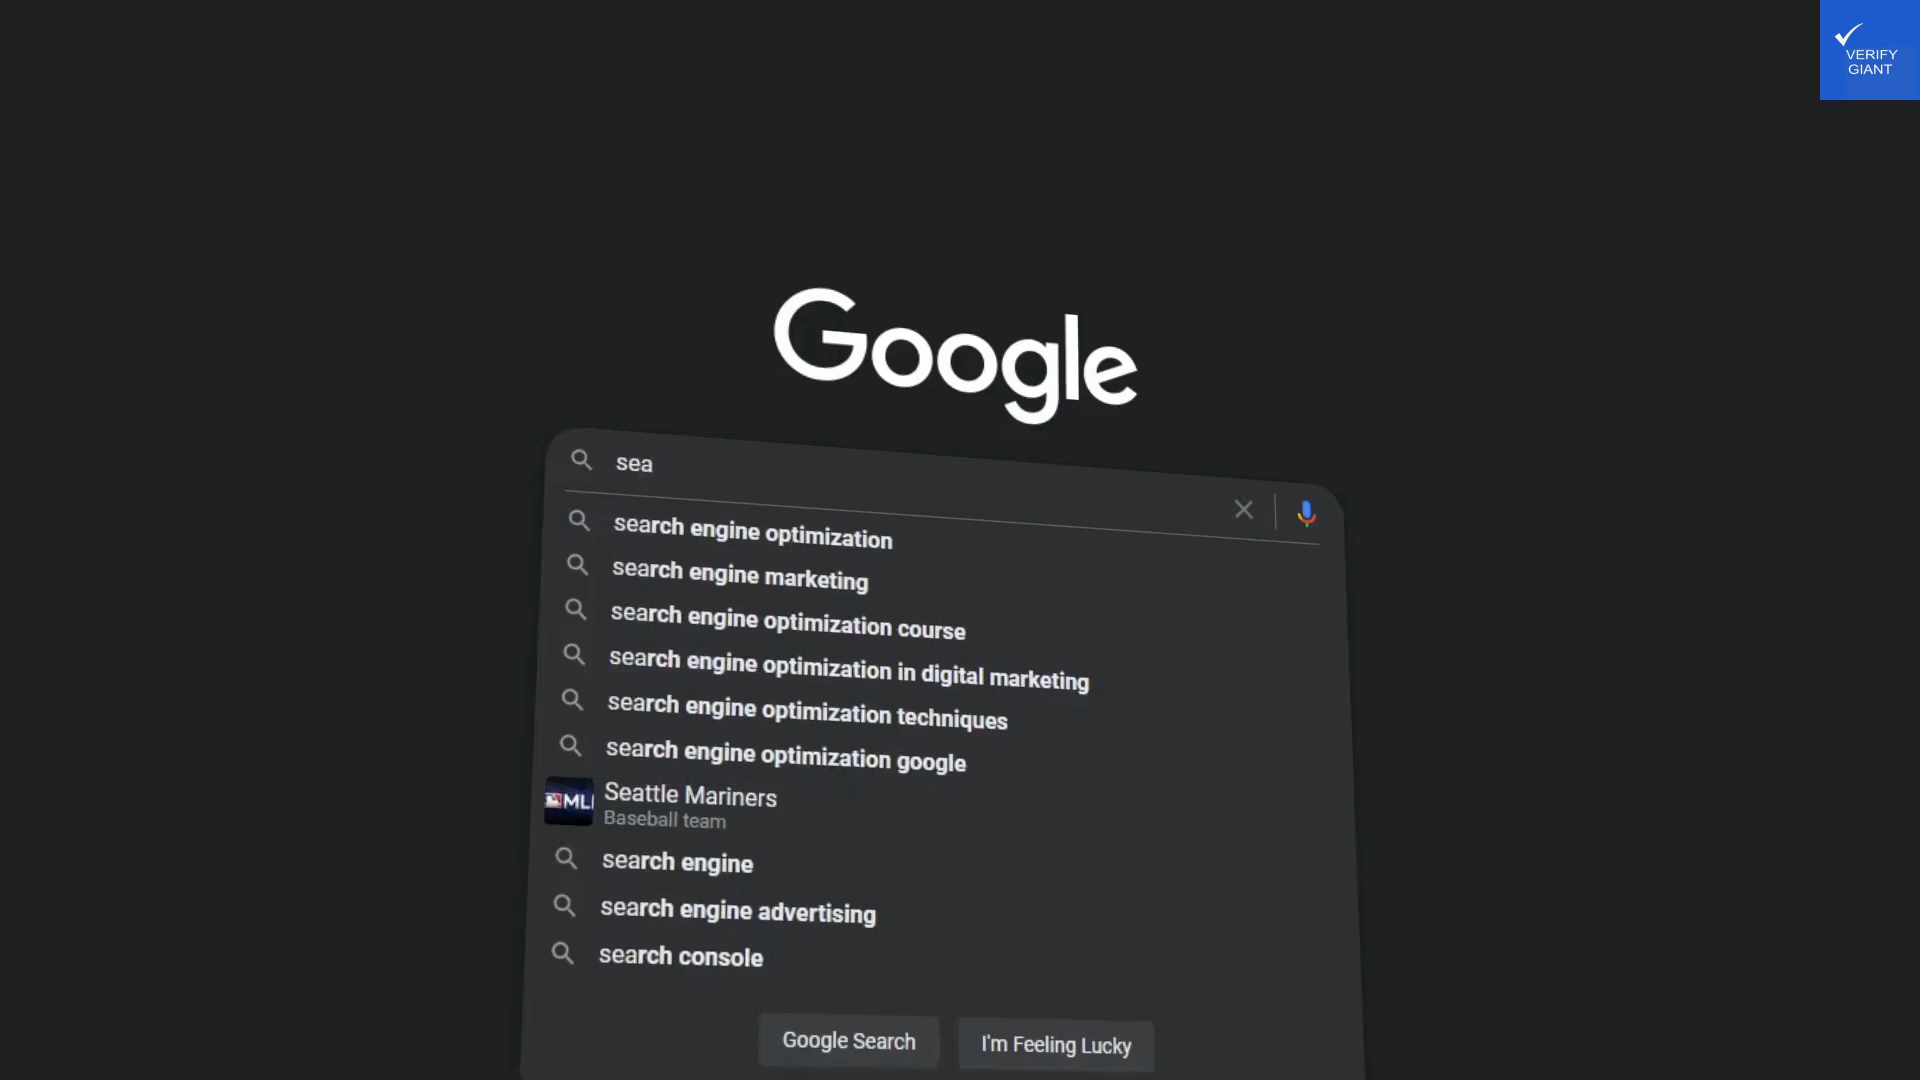 VERIFY
GIANT
Google
sea
search engine optimization
search engine marketing
search engine optimization course
search engine optimization in digital marketing
search engine optimization techniques
search engine optimization google
ML
Seattle Mariners
Baseball team
search engine
search engine advertising
search console
Google Search
I'm Feeling Lucky